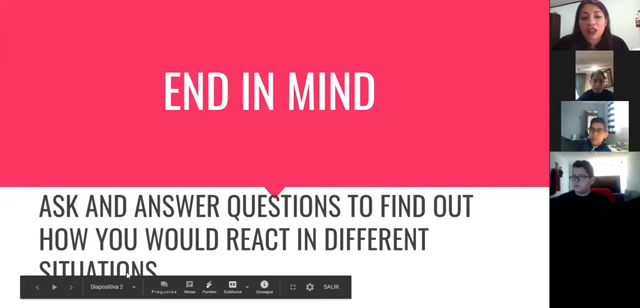 END IN MIND
ASK AND ANSWER QUESTIONS TO FIND OUT
HOW YOU WOULD REACT IN DIFFERENT
SITUATIONS
Diapositiva 2
Preguntas
Notas
Puntero
Subtítulos
Consejos
SALIR